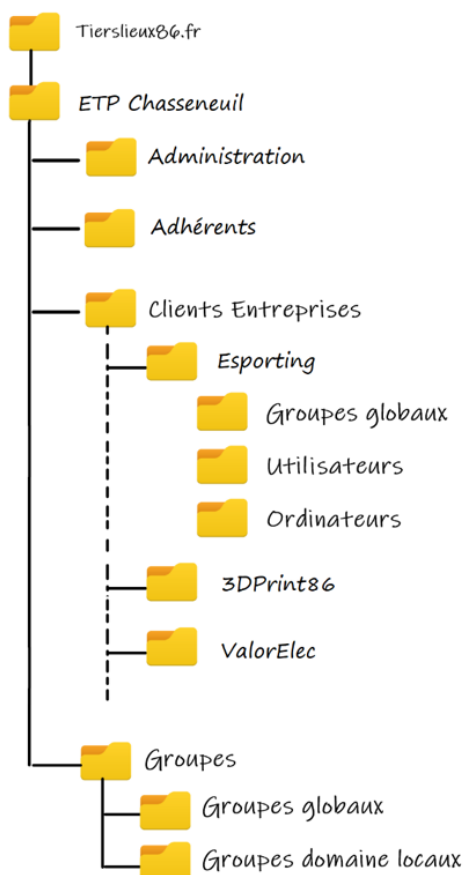 Tierslieux86.fr
ETP Chasseneuil
Administration
Adhérents
Clients Entreprises
Esporting
Groupes globaux
Utilisateurs
Ordinateurs
3DPrint86
ValorElec
Groupes
Groupes globaux
Groupes domaine locaux